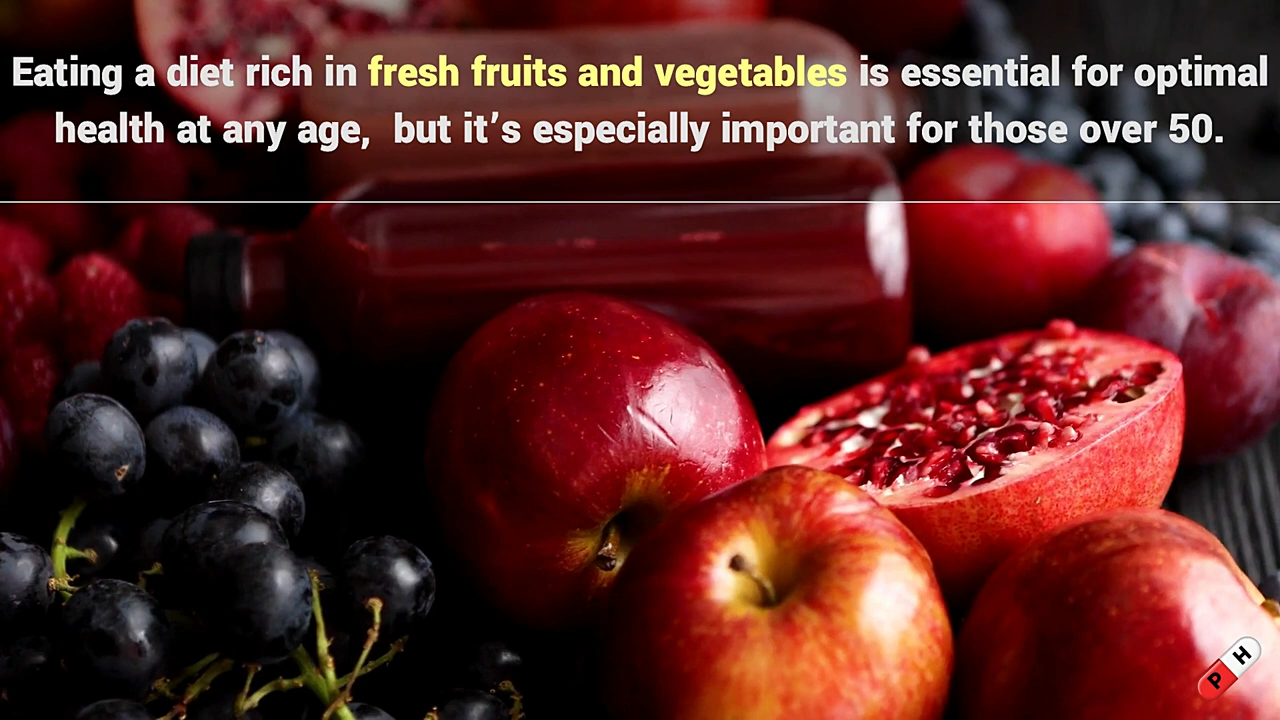 Eating a diet rich in fresh fruits and vegetables is essential for optimal
health at any age,  but it’s especially important for those over 50.
P H